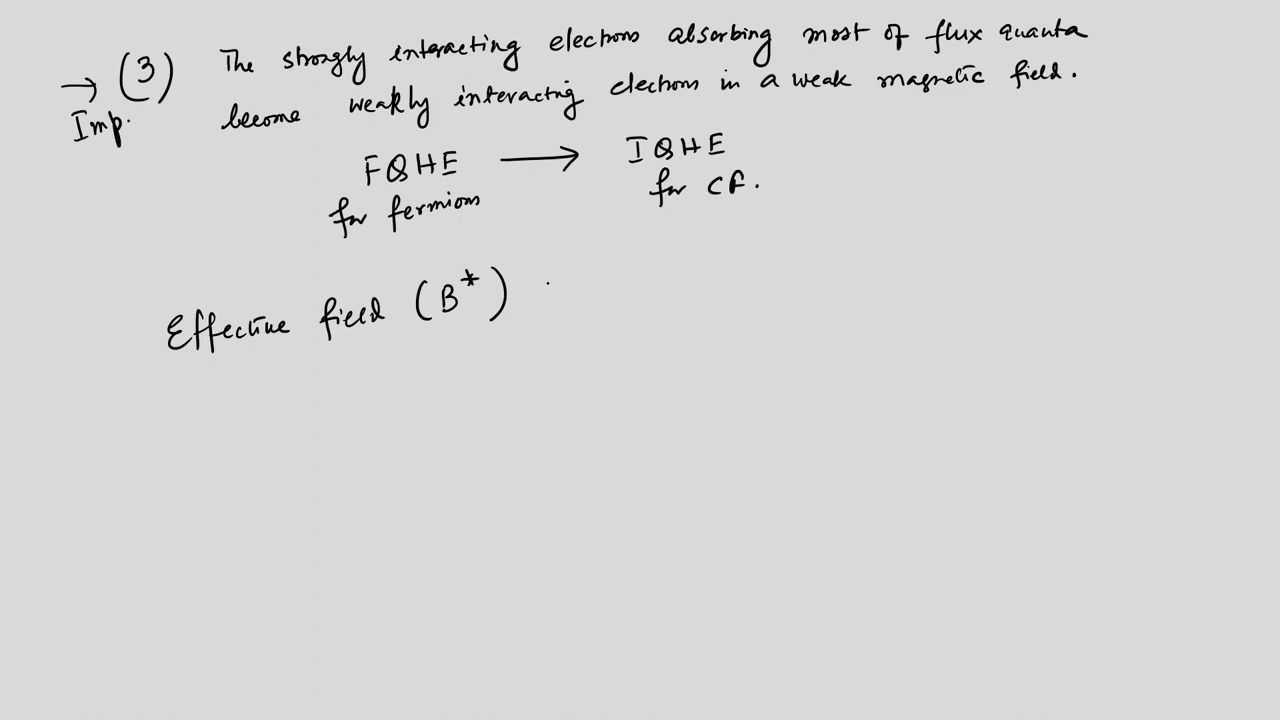 → (3) The strongly interacting electrons absorbing most of flux quanta
Imp. become weakly interacting electrons in a weak magnetic field.
FQHE → IQHE
for fermions for CF.
Effective field (B*)